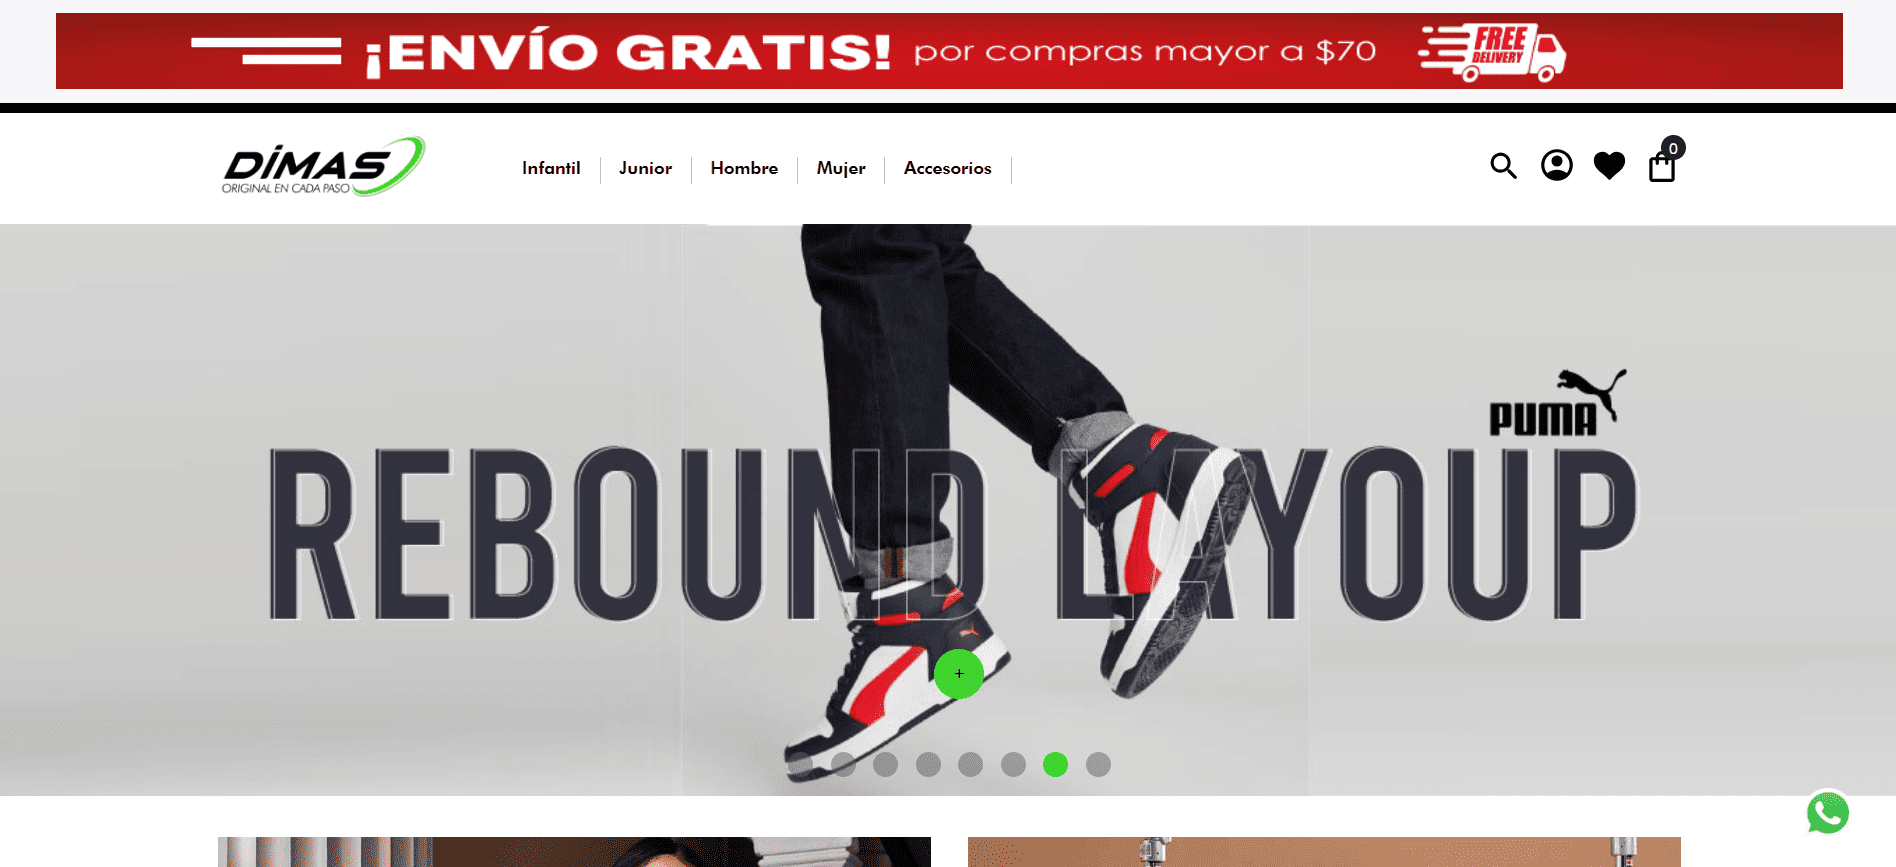 ¡ENVÍO GRATIS! por compras mayor a $70
FREE
DELIVERY
DÍMAS
ORIGINAL EN CADA PASO
Infantil
Junior
Hombre
Mujer
Accesorios
0
PUMA
REBOUND LAYOUP
+